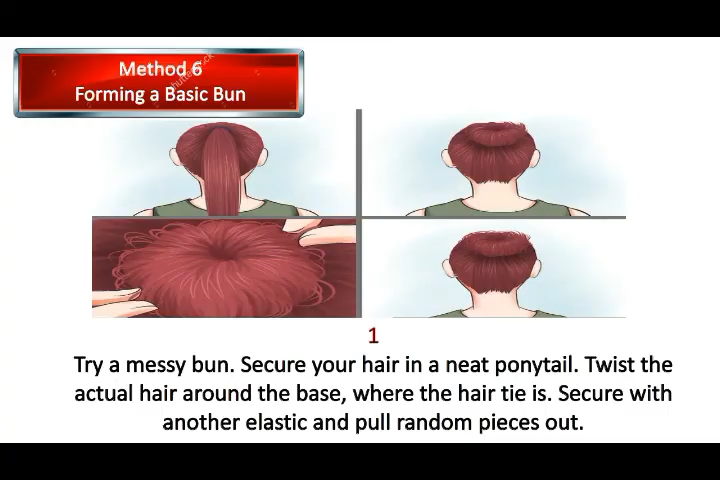 Method 6
Forming a Basic Bun
1
Try a messy bun. Secure your hair in a neat ponytail. Twist the
actual hair around the base, where the hair tie is. Secure with
another elastic and pull random pieces out.